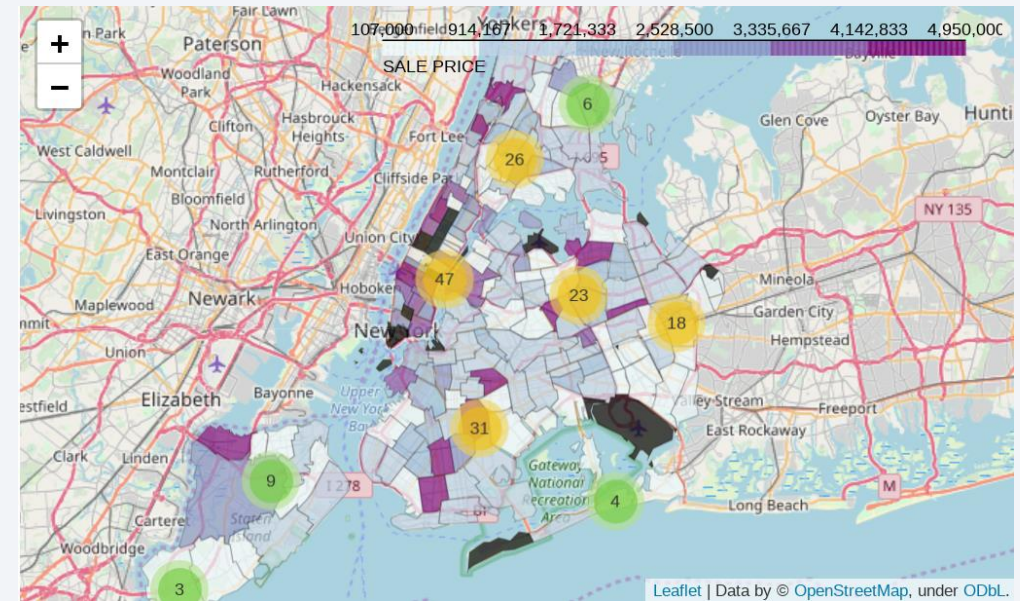 +
−
107,000 914,167 1,721,333 2,528,500 3,335,667 4,142,833 4,950,000
SALE PRICE
Fair Lawn
Yonkers
Paterson
Woodland
Park
Hackensack
Hasbrouck
Heights
Clifton
Fort Lee
West Caldwell
Montclair
Rutherford
Cliffside
Bloomfield
Livingston
North Arlington
Union City
East Orange
Newark
Hoboken
Maplewood
New York
Union
Bayonne
Elizabeth
Upper
New York
Bay
Clark
Linden
Carteret
Woodbridge
Staten
Island
I 278
Glen Cove
Oyster Bay
NY 135
Mineola
Garden City
Hempstead
Valley Stream
Freeport
East Rockaway
Long Beach
M
Gateway
National
Recreation
Area
6
26
47
23
18
31
9
4
3
Leaflet | Data by © OpenStreetMap, under ODbL.